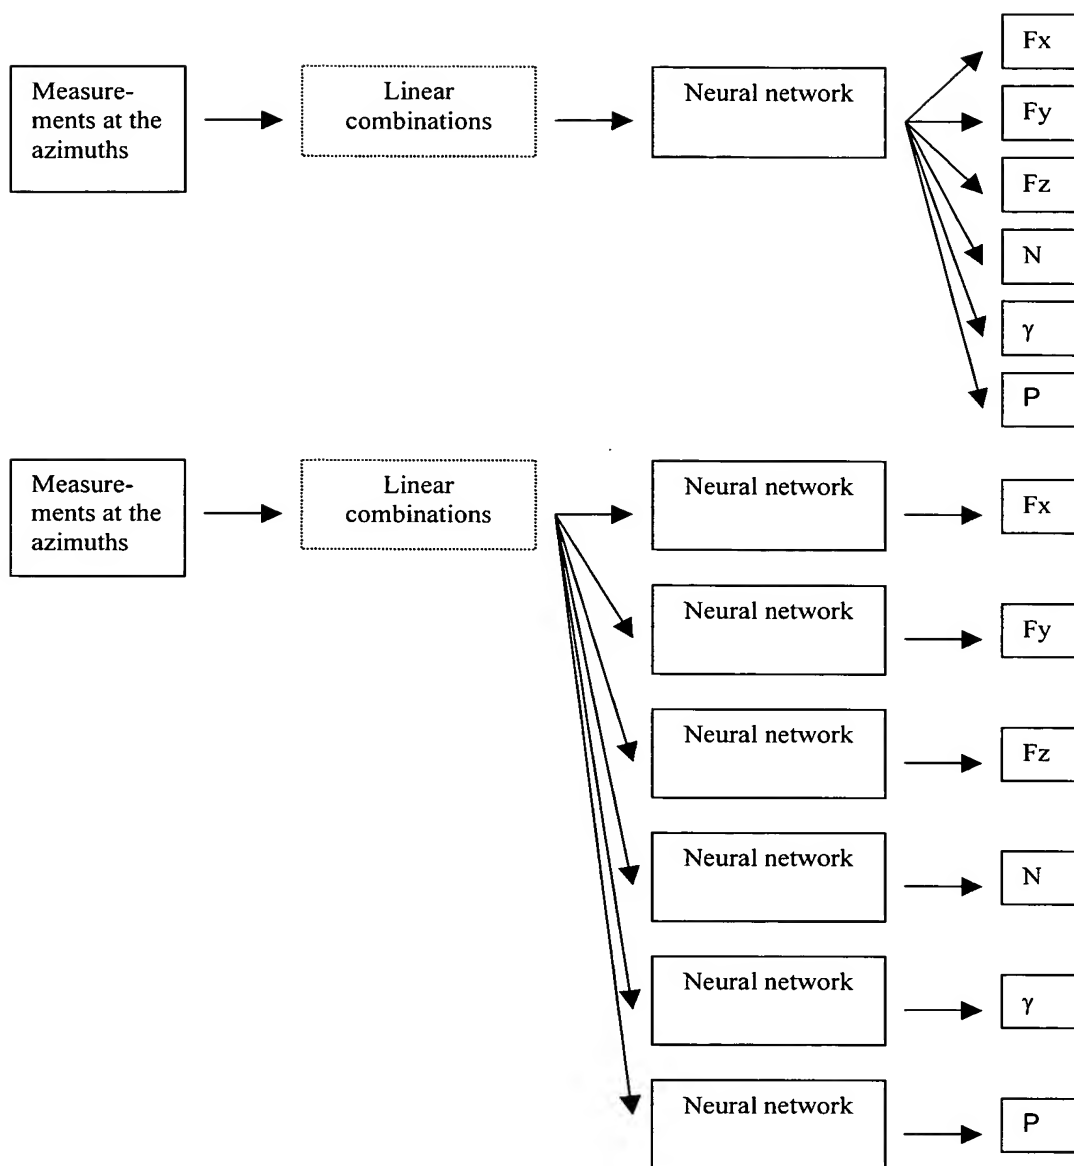 Measure-
ments at the
azimuths
Linear
combinations
Neural network
Fx
Fy
Fz
N
γ
P
Measure-
ments at the
azimuths
Linear
combinations
Neural network
Fx
Neural network
Fy
Neural network
Fz
Neural network
N
Neural network
γ
Neural network
P